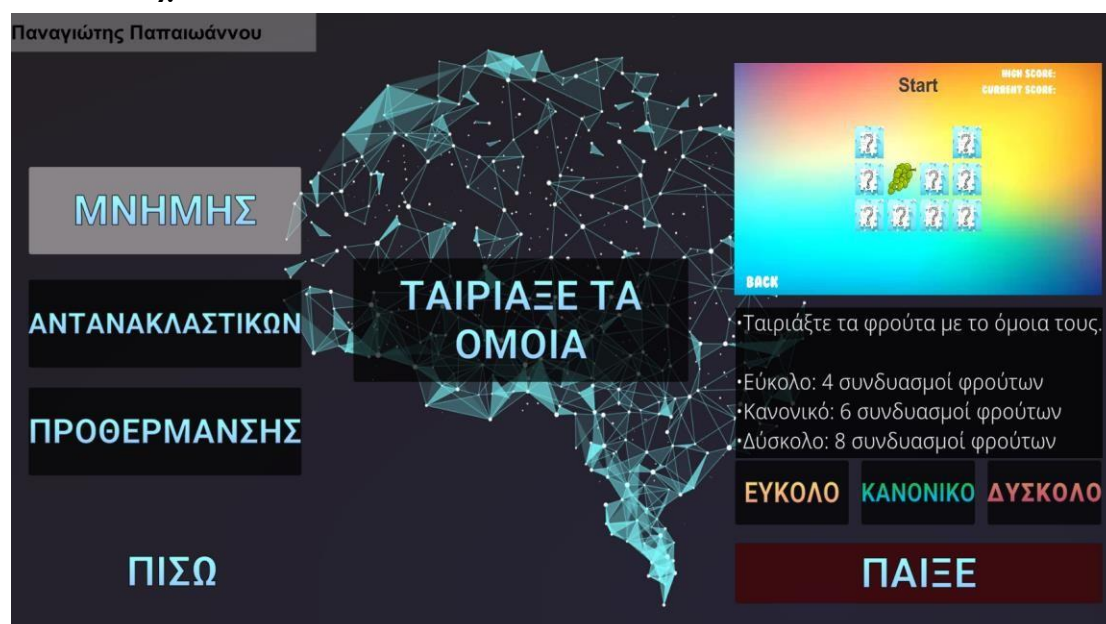 Παναγιώτης Παπαιωάννου
ΜΝΗΜΗΣ
ΑΝΤΑΝΑΚΛΑΣΤΙΚΩΝ
ΠΡΟΘΕΡΜΑΝΣΗΣ
ΠΙΣΩ
ΤΑΙΡΙΑΞΕ ΤΑ
ΟΜΟΙΑ
HIGH SCORE:
Start
CURRENT SCORE:
BACK
•Ταιριάξτε τα φρούτα με το όμοια τους.
•Εύκολο: 4 συνδυασμοί φρούτων
•Κανονικό: 6 συνδυασμοί φρούτων
•Δύσκολο: 8 συνδυασμοί φρούτων
ΕΥΚΟΛΟ ΚΑΝΟΝΙΚΟ ΔΥΣΚΟΛΟ
ΠΑΙΞΕ